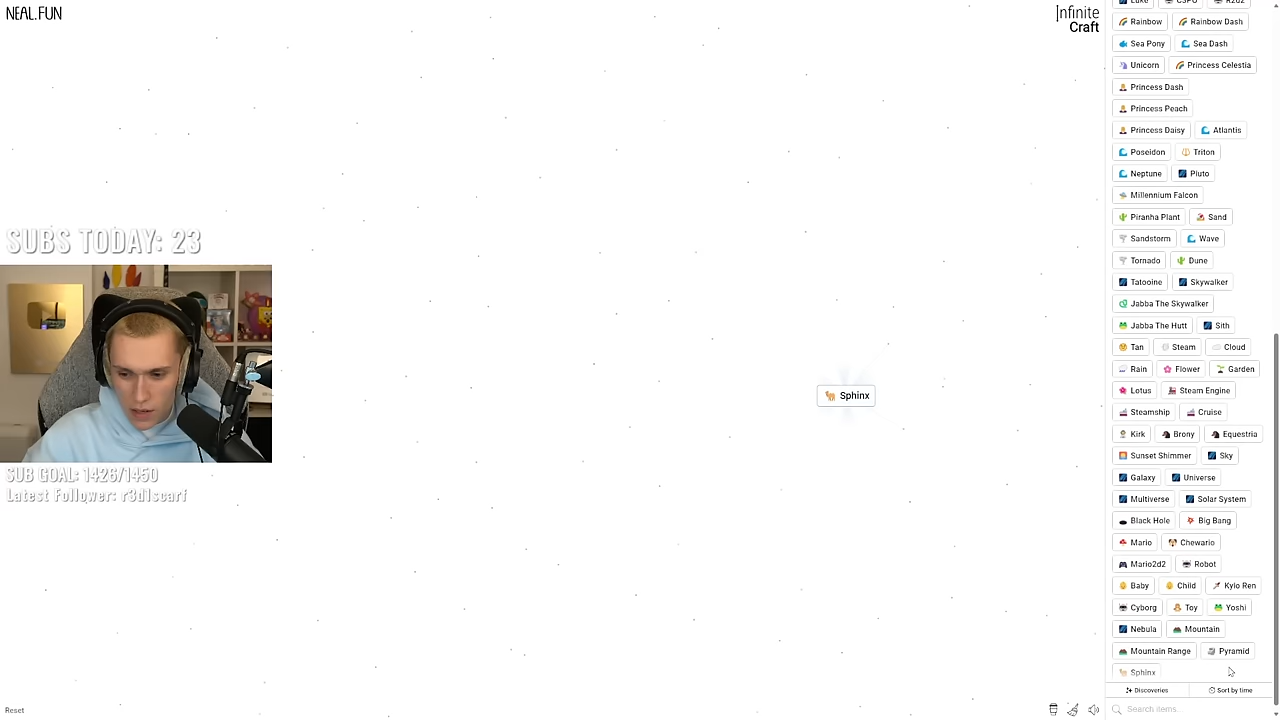 NEAL.FUN
Infinite
Craft
Luke C3PO R2d2
Rainbow Rainbow Dash
Sea Pony Sea Dash
Unicorn Princess Celestia
Princess Dash
Princess Peach
Princess Daisy Atlantis
Poseidon Triton
Neptune Pluto
Millennium Falcon
Piranha Plant Sand
Sandstorm Wave
Tornado Dune
Tatooine Skywalker
Jabba The Skywalker
Jabba The Hutt Sith
Tan Steam Cloud
Rain Flower Garden
Lotus Steam Engine
Steamship Cruise
Kirk Brony Equestria
Sunset Shimmer Sky
Galaxy Universe
Multiverse Solar System
Black Hole Big Bang
Mario Chewario
Mario2d2 Robot
Baby Child Kylo Ren
Cyborg Toy Yoshi
Nebula Mountain
Mountain Range Pyramid
Sphinx
Discoveries Sort by time
Search items...
SUBS TODAY: 23
Sphinx
SUB GOAL: 1426/1450
Latest Follower: r3d1scarf
Reset